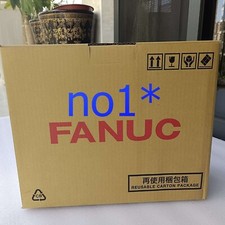 no1*
FANUC
再使用梱包箱
REUSABLE CARTON PACKAGE